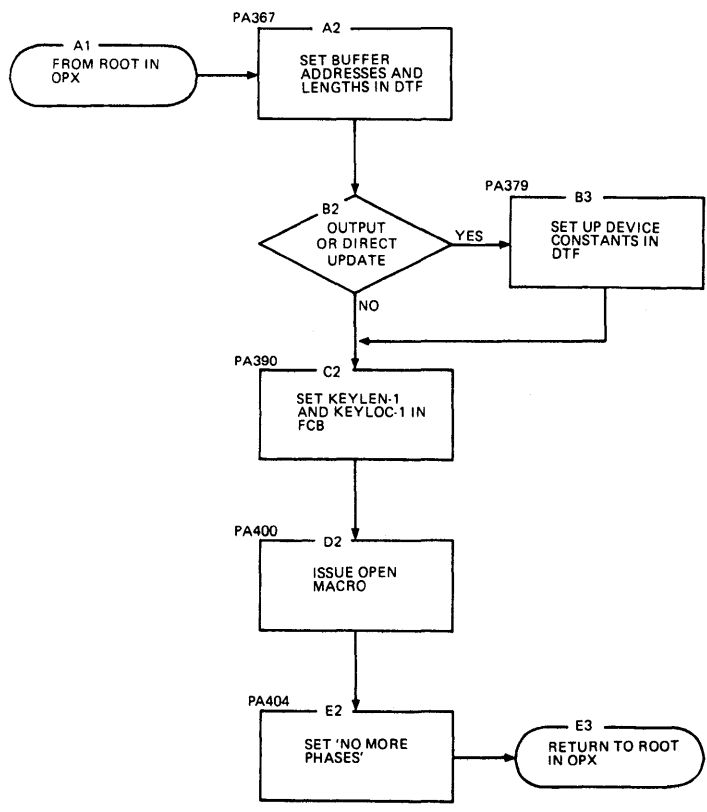 PA367
A1
FROM ROOT IN
OPX
A2
SET BUFFER
ADDRESSES AND
LENGTHS IN DTF
B2
OUTPUT
OR DIRECT
UPDATE
YES
NO
PA379
B3
SET UP DEVICE
CONSTANTS IN
DTF
PA390
C2
SET KEYLEN-1
AND KEYLOC-1 IN
FCB
PA400
D2
ISSUE OPEN
MACRO
PA404
E2
SET 'NO MORE
PHASES'
E3
RETURN TO ROOT
IN OPX